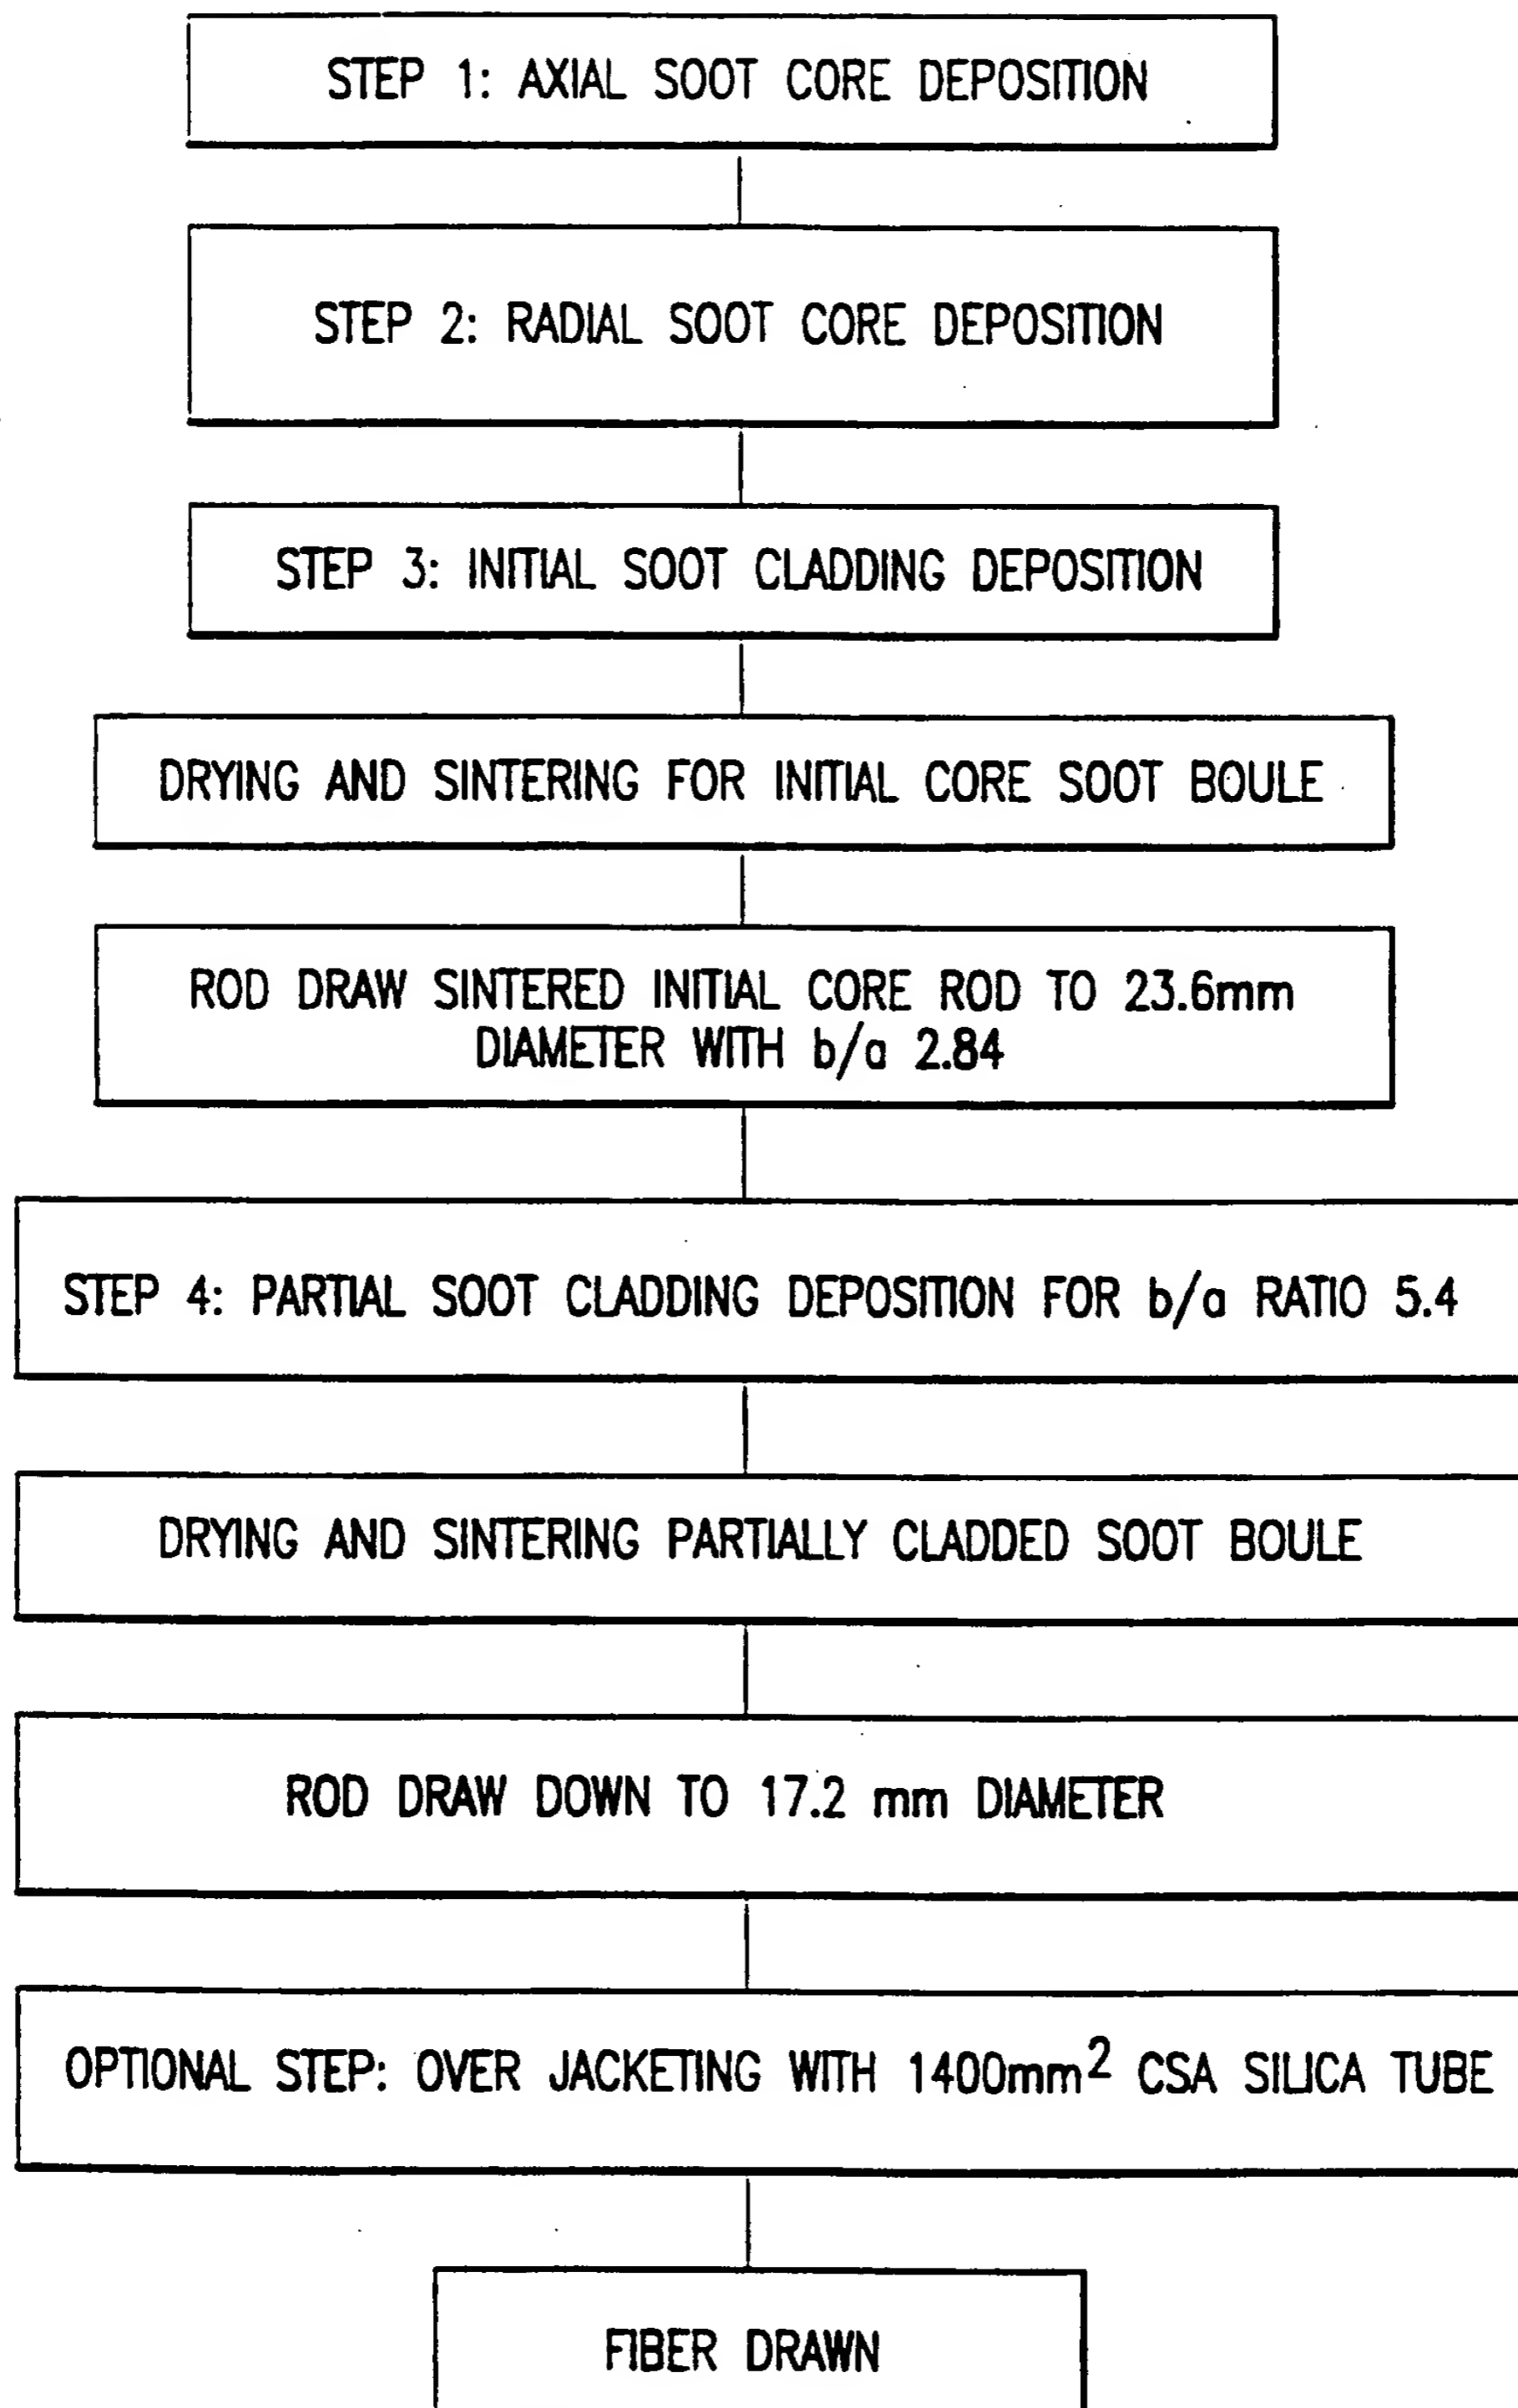 STEP 1: AXIAL SOOT CORE DEPOSITION
STEP 2: RADIAL SOOT CORE DEPOSITION
STEP 3: INITIAL SOOT CLADDING DEPOSITION
DRYING AND SINTERING FOR INITIAL CORE SOOT BOULE
ROD DRAW SINTERED INITIAL CORE ROD TO 23.6mm
DIAMETER WITH b/a 2.84
STEP 4: PARTIAL SOOT CLADDING DEPOSITION FOR b/a RATIO 5.4
DRYING AND SINTERING PARTIALLY CLADDED SOOT BOULE
ROD DRAW DOWN TO 17.2 mm DIAMETER
OPTIONAL STEP: OVER JACKETING WITH 1400mm² CSA SILICA TUBE
FIBER DRAWN